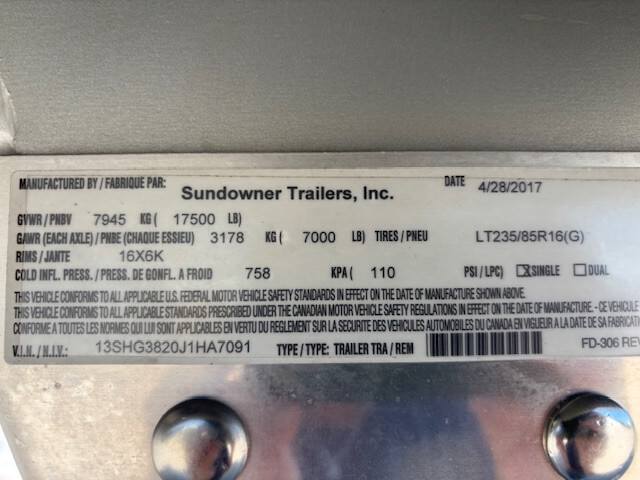 MANUFACTURED BY / FABRIQUE PAR: Sundowner Trailers, Inc. DATE 4/28/2017
GVWR / PNBV 7945 KG ( 17500 LB)
GAWR (EACH AXLE) / PNBE (CHAQUE ESSIEU) 3178 KG ( 7000 LB) TIRES / PNEU LT235/85R16(G)
RIMS / JANTE 16X6K
COLD INFL. PRESS. / PRESS. DE GONFL. A FROID 758 KPA ( 110 PSI / LPC) ☒SINGLE ☐DUAL
THIS VEHICLE CONFORMS TO ALL APPLICABLE U.S. FEDERAL MOTOR VEHICLE SAFETY STANDARDS IN EFFECT ON THE DATE OF MANUFACTURE SHOWN ABOVE.
THIS VEHICLE CONFORMS TO ALL APPLICABLE STANDARDS PRESCRIBED UNDER THE CANADIAN MOTOR VEHICLE SAFETY REGULATIONS IN EFFECT ON THE DATE OF MANUFACTURE - CE VEHICULE
CONFORME A TOUTES LES NORMES QUI LUI SONT APPLICABLES EN VERTU DU REGLEMENT SUR LA SECURITE DES VEHICULES AUTOMOBILES DU CANADA EN VIGUEUR A LA DATE DE
V.I.N. / N.I.V.: 13SHG3820J1HA7091 TYPE / TYPE: TRAILER TRA / REM FD-306 REV